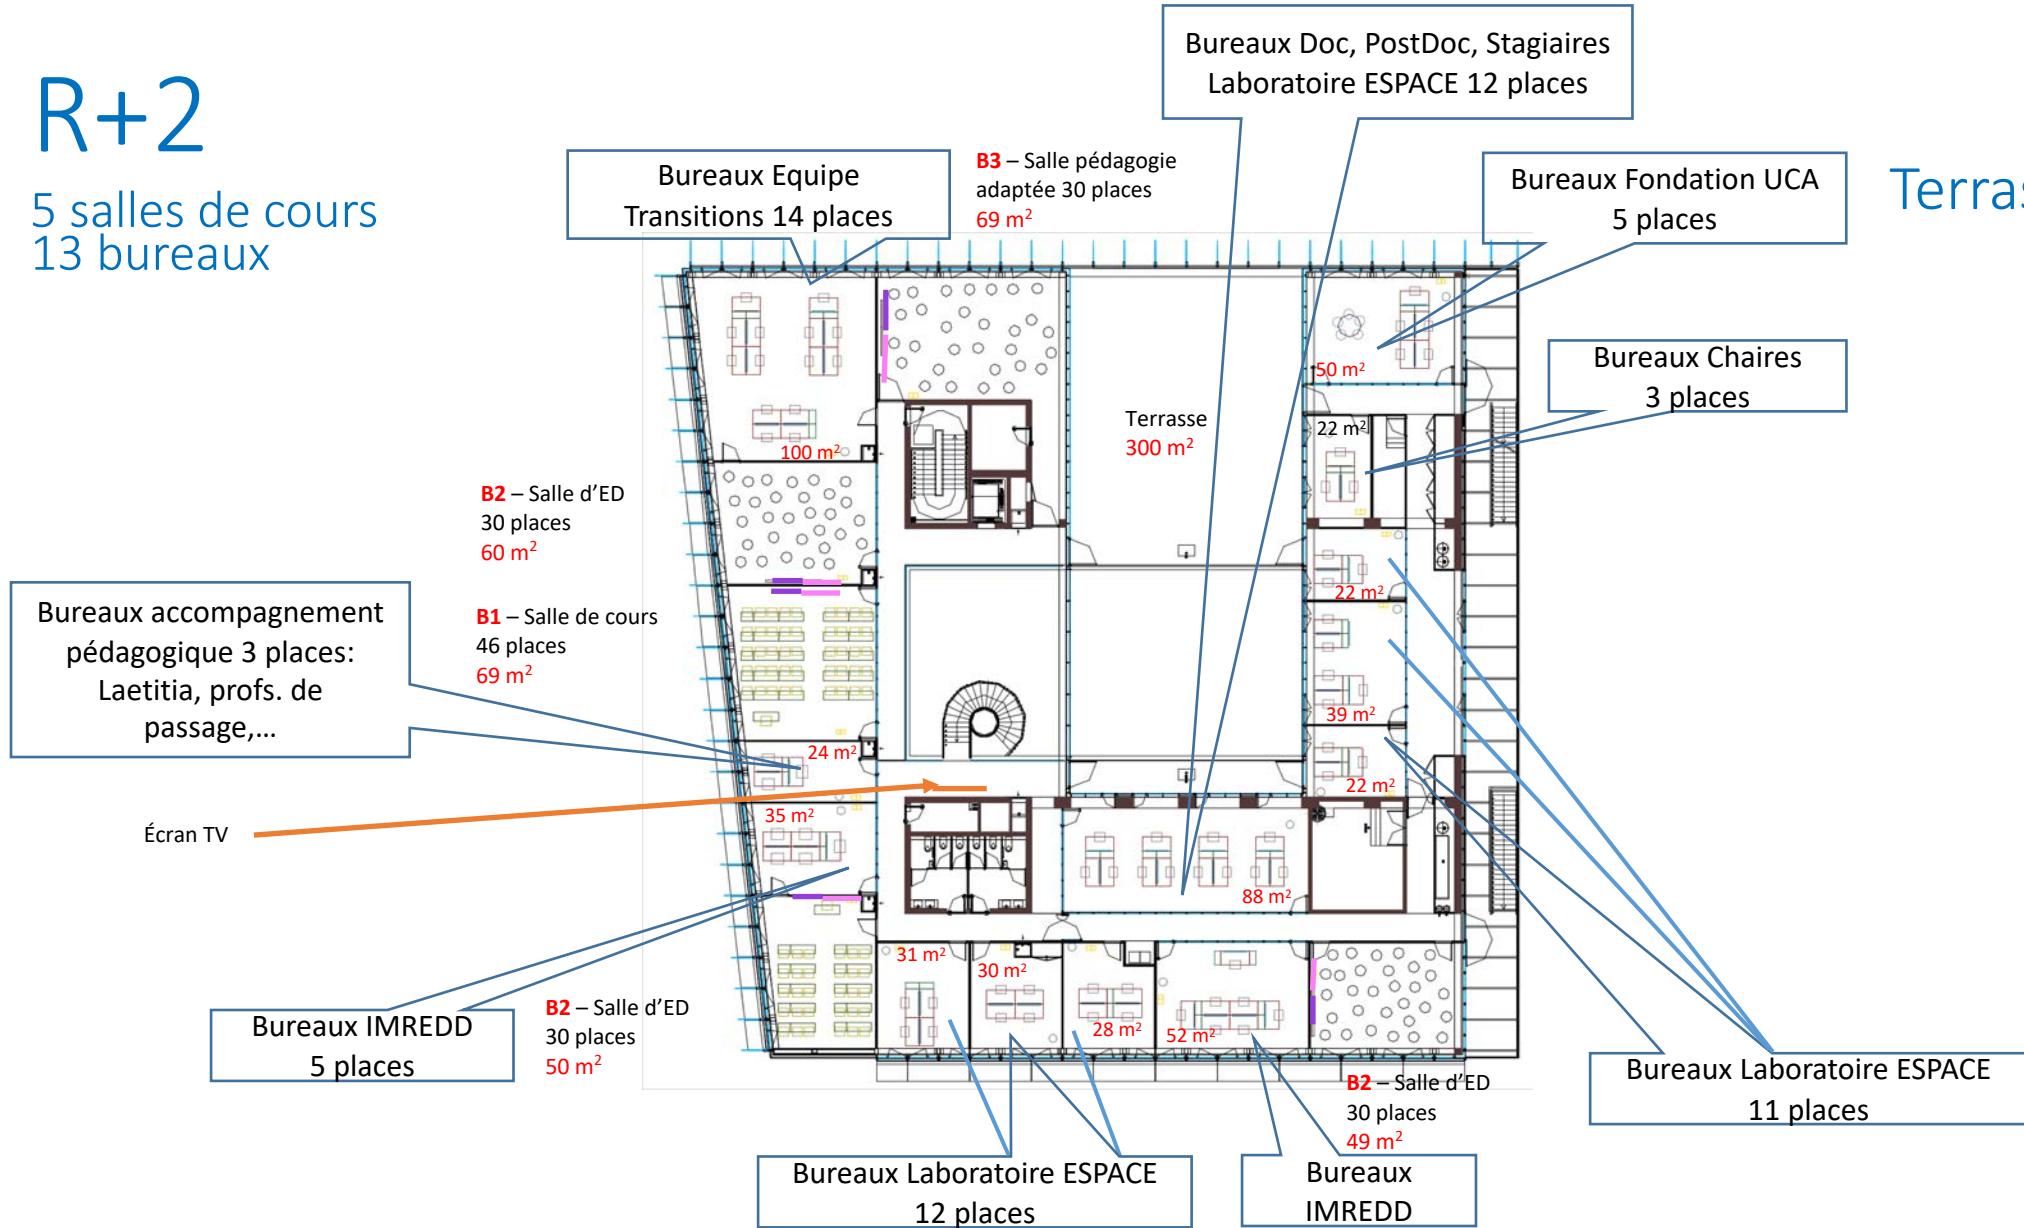 R+2
5 salles de cours
13 bureaux
Bureaux Doc, PostDoc, Stagiaires
Laboratoire ESPACE 12 places
Bureaux Equipe
Transitions 14 places
B3 – Salle pédagogie
adaptée 30 places
69 m²
Bureaux Fondation UCA
5 places
Terras
50 m²
Bureaux Chaires
3 places
Terrasse
300 m²
22 m²
100 m²
B2 – Salle d'ED
30 places
60 m²
22 m²
Bureaux accompagnement
pédagogique 3 places:
Laetitia, profs. de
passage,...
B1 – Salle de cours
46 places
69 m²
39 m²
24 m²
22 m²
Écran TV
35 m²
88 m²
31 m²
30 m²
28 m²
52 m²
Bureaux IMREDD
5 places
B2 – Salle d'ED
30 places
50 m²
B2 – Salle d'ED
30 places
49 m²
Bureaux Laboratoire ESPACE
11 places
Bureaux Laboratoire ESPACE
12 places
Bureaux
IMREDD